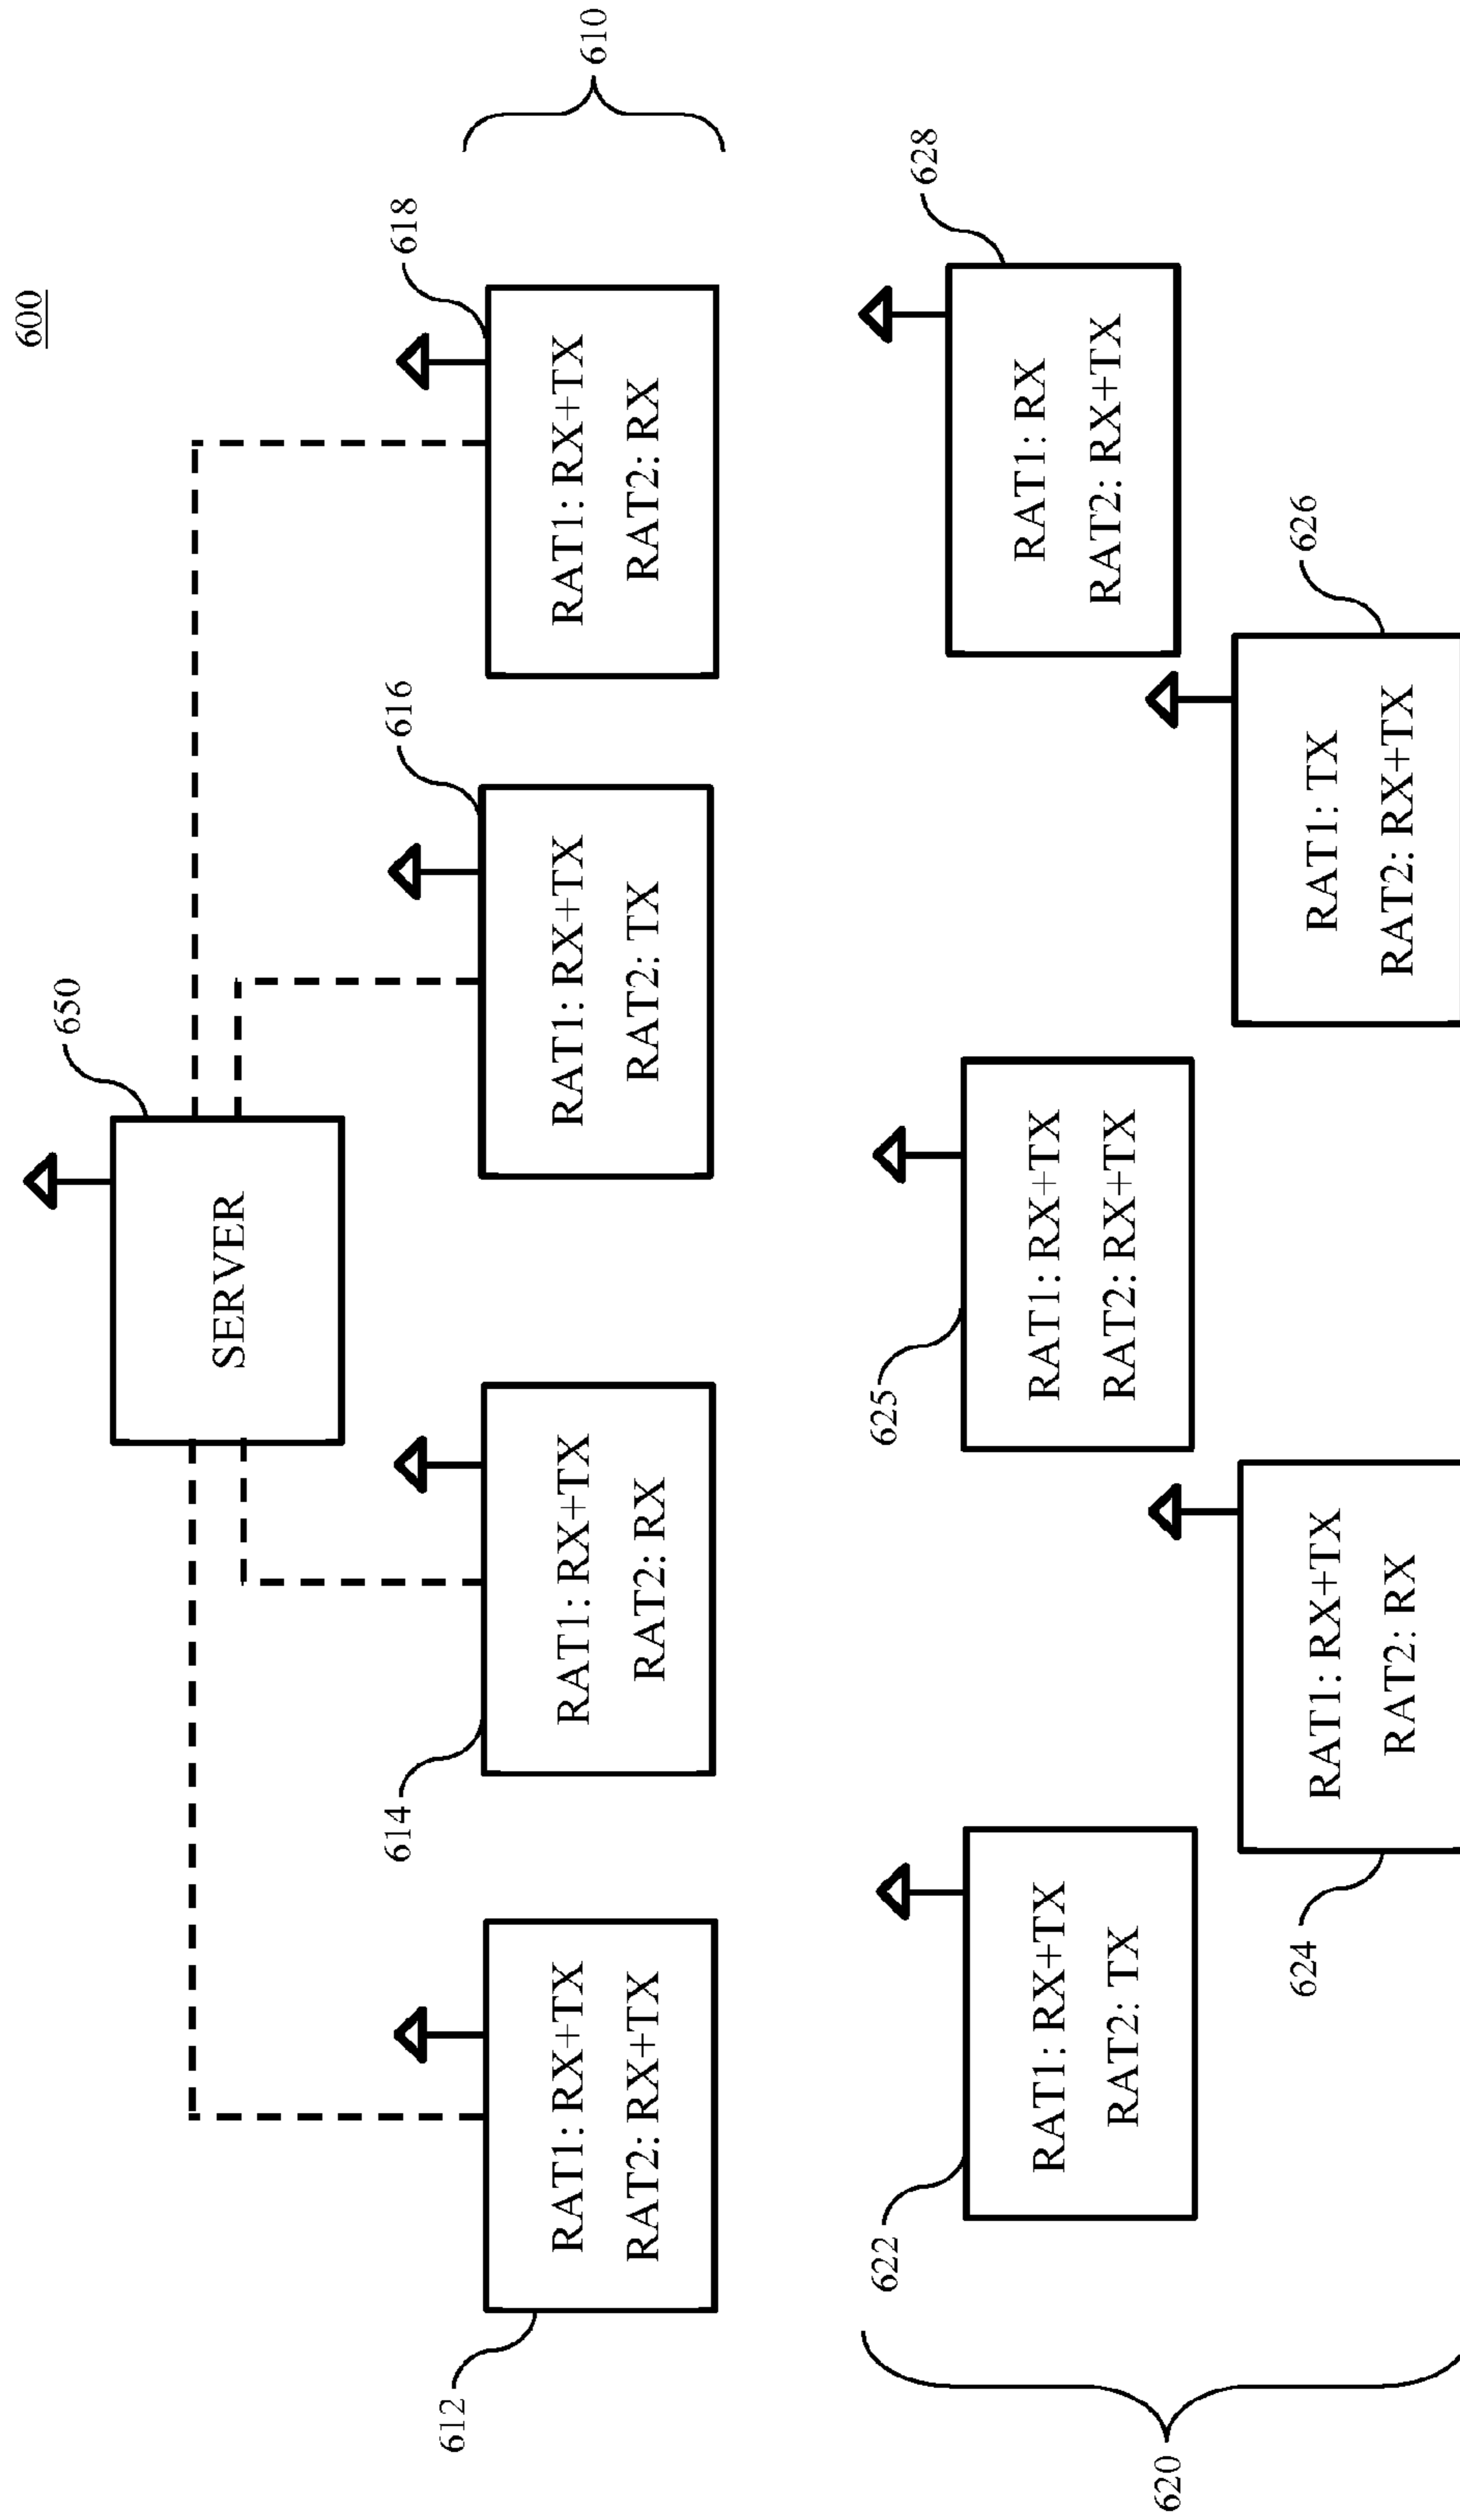 600
650
SERVER
612
RAT1: RX+TX
RAT2: RX+TX
614
RAT1: RX+TX
RAT2: RX
616
RAT1: RX+TX
RAT2: TX
618
RAT1: RX+TX
RAT2: RX
610
622
RAT1: RX+TX
RAT2: TX
625
RAT1: RX+TX
RAT2: RX+TX
628
RAT1: RX
RAT2: RX+TX
624
RAT1: RX+TX
RAT2: RX
626
RAT1: TX
RAT2: RX+TX
620